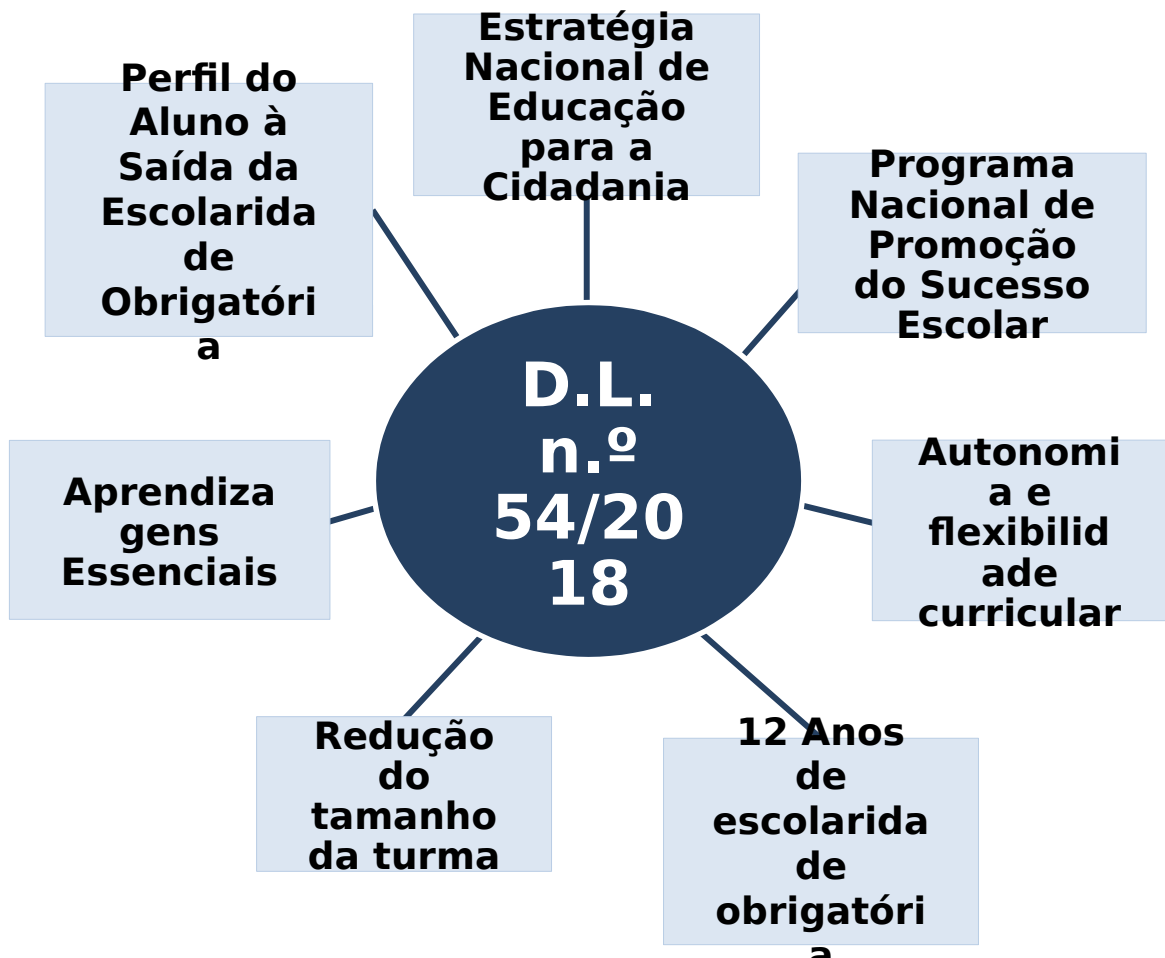 Estratégia
Nacional de
Educação
para a
Cidadania
Perfil do
Aluno à
Saída da
Escolarida
de
Obrigatóri
a
Programa
Nacional de
Promoção
do Sucesso
Escolar
D.L.
n.º
54/20
18
Aprendiza
gens
Essenciais
Autonomi
a e
flexibilid
ade
curricular
Redução
do
tamanho
da turma
12 Anos
de
escolarida
de
obrigatóri
a